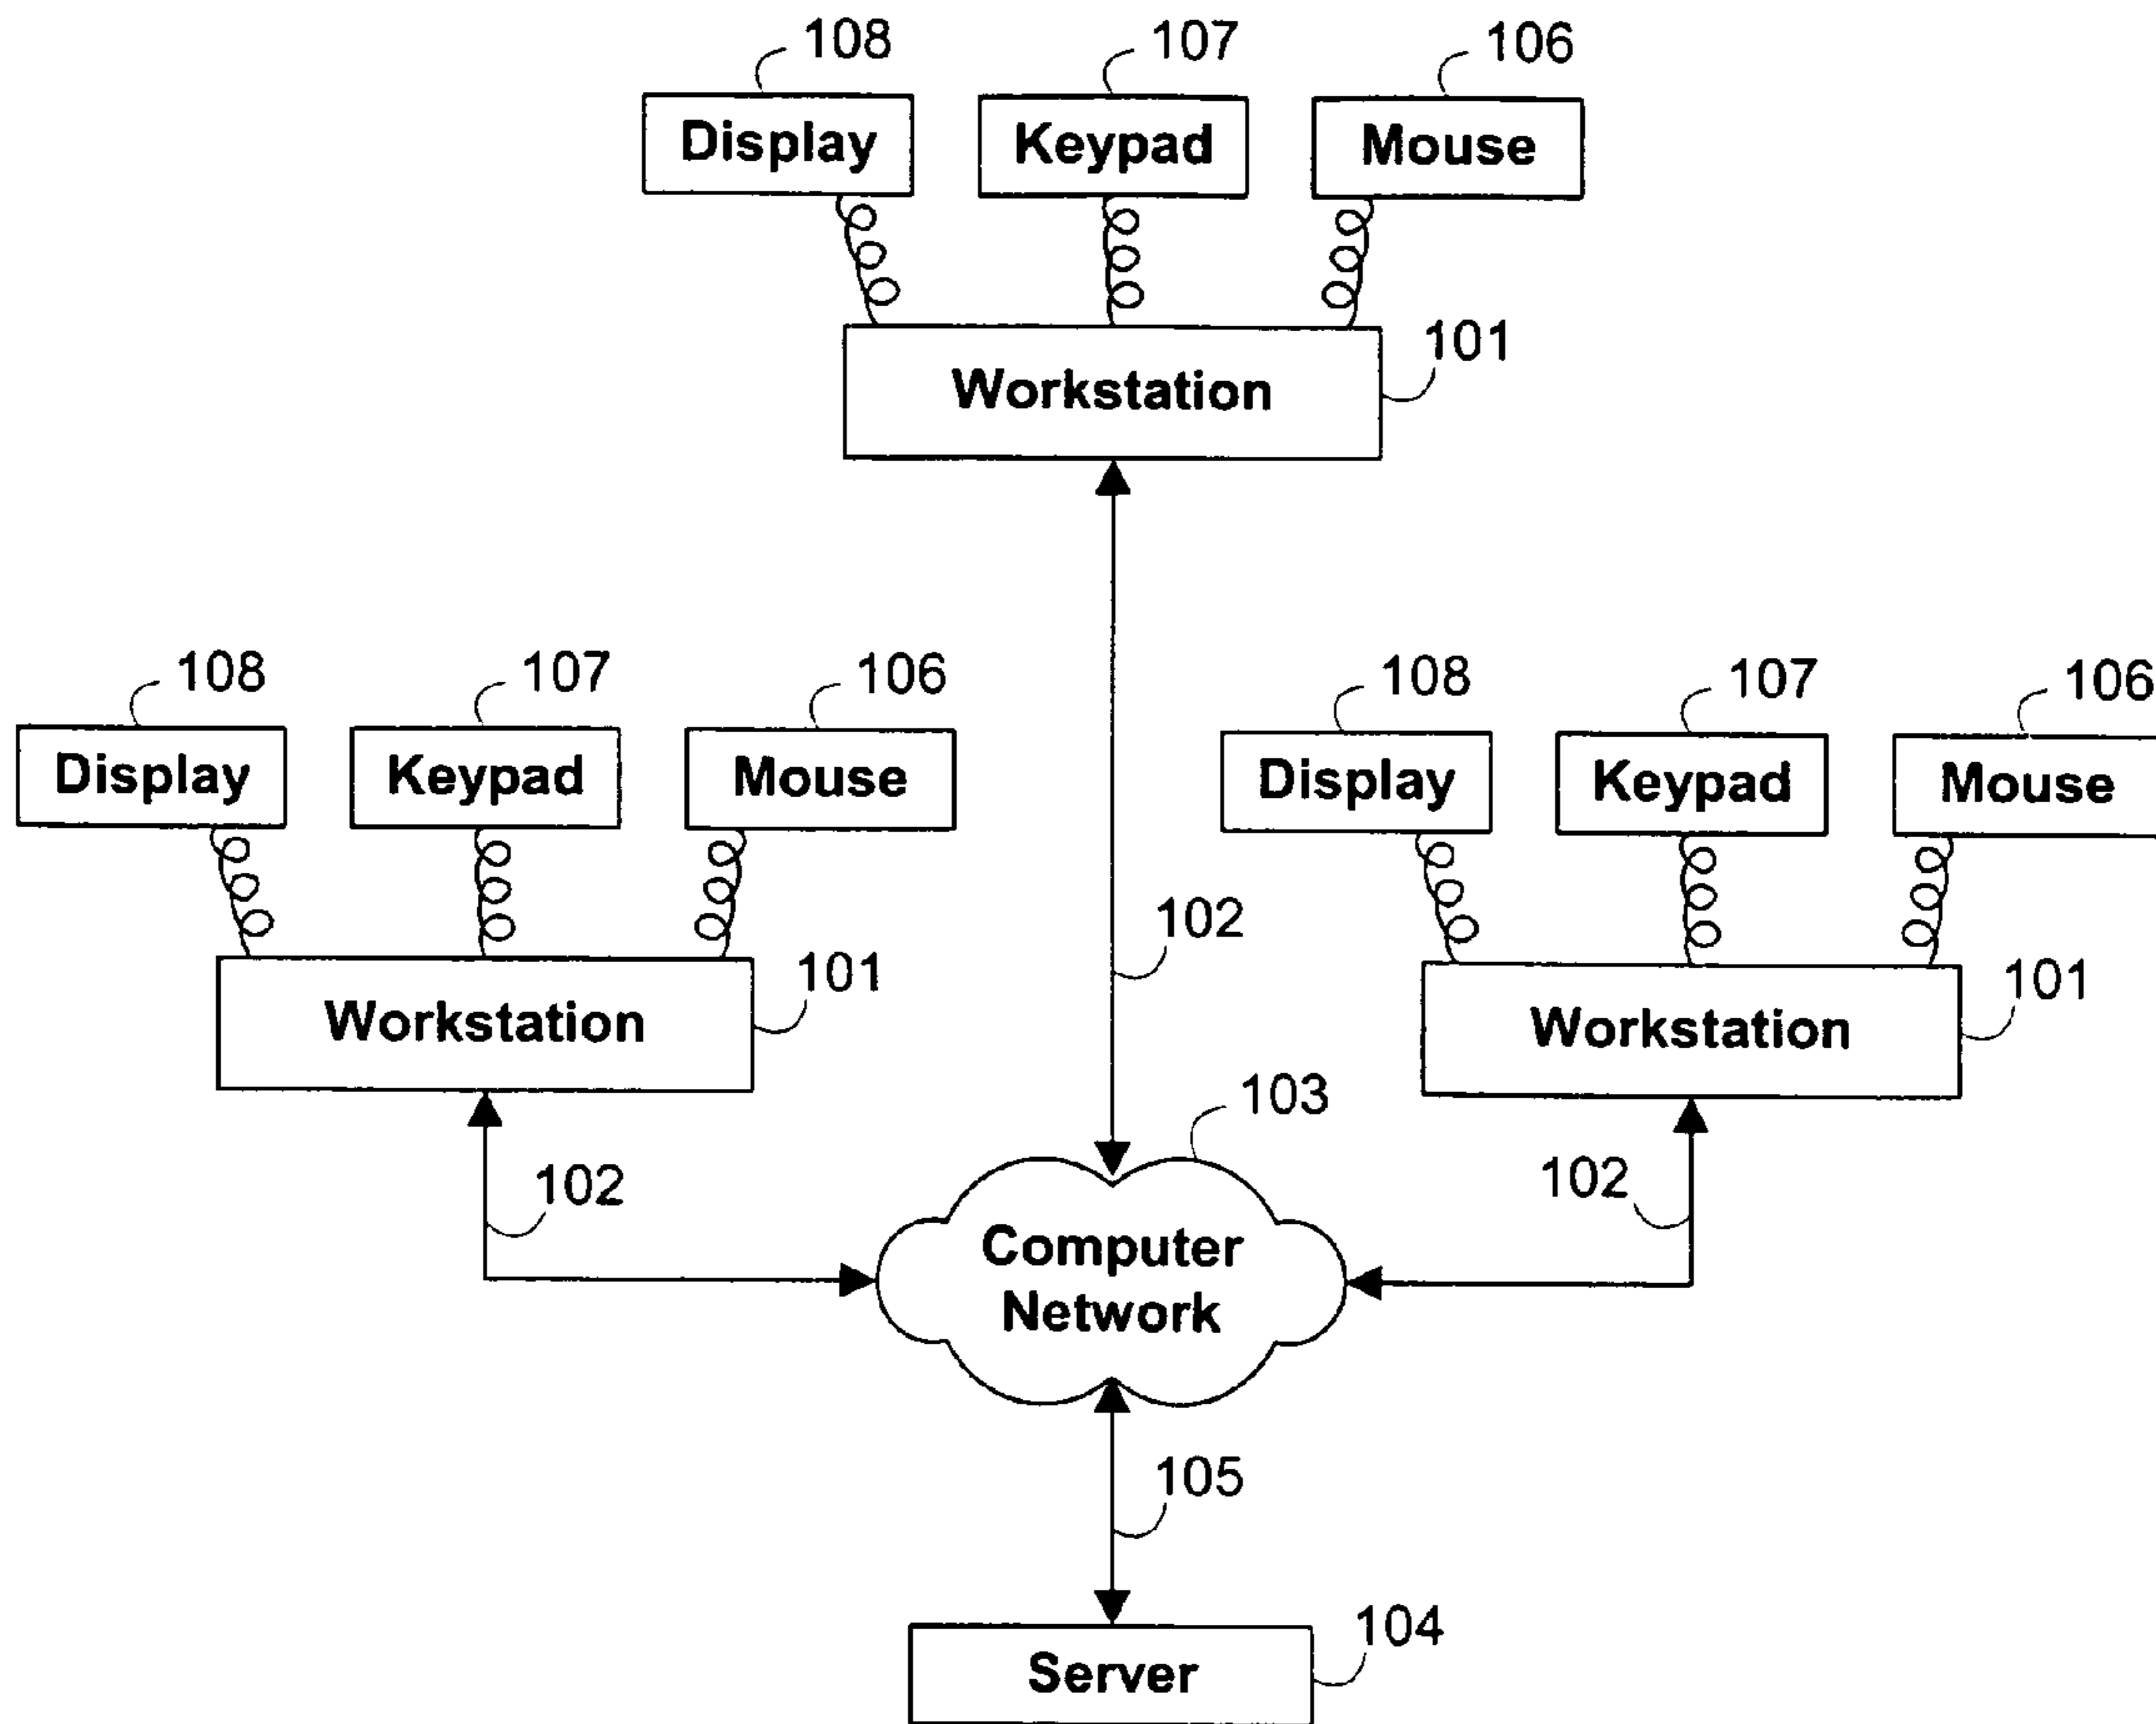 108 107 106
Display Keypad Mouse
101
Workstation
108 107 106 108 107 106
Display Keypad Mouse Display Keypad Mouse
102
101 101
Workstation Workstation
103
102 102
Computer
Network
105
104
Server